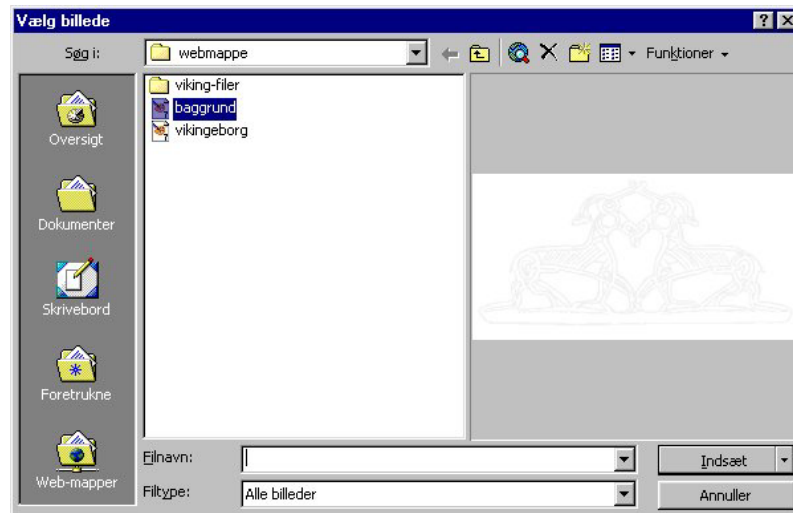 Vælg billede
Søg i:
webmappe
Funktioner
viking-filer
baggrund
vikingeborg
Oversigt
Dokumenter
Skrivebord
Foretrukne
Web-mapper
Filnavn:
Indsæt
Filtype:
Alle billeder
Annuller